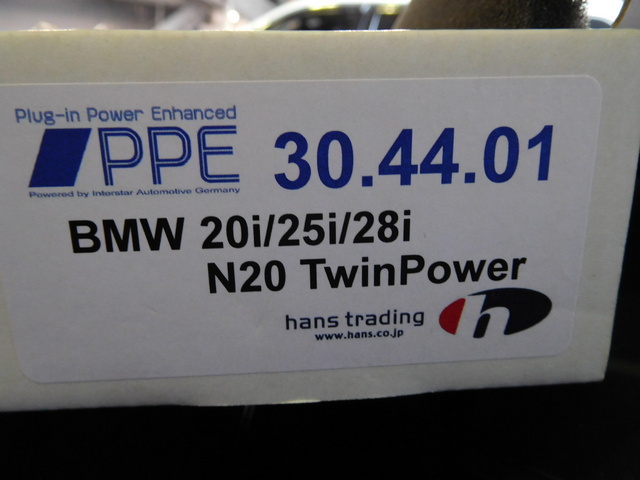 Plug-in Power Enhanced
PPE
30.44.01
Powered by Interstar Automotive Germany
BMW 20i/25i/28i
N20 TwinPower
hans trading
www.hans.co.jp
h